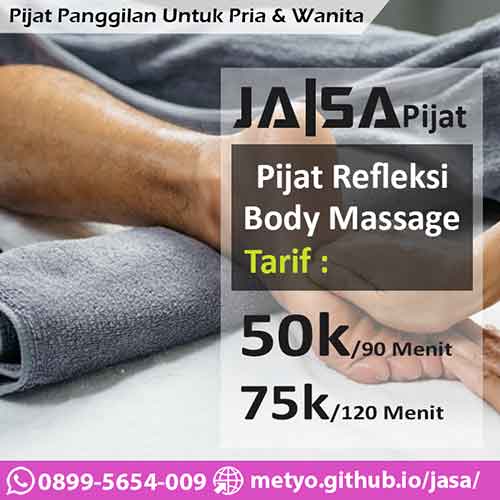 Pijat Panggilan Untuk Pria & Wanita
JA|SA Pijat
Pijat Refleksi
Body Massage
Tarif :
50k/90 Menit
75k/120 Menit
0899-5654-009 metyo.github.io/jasa/